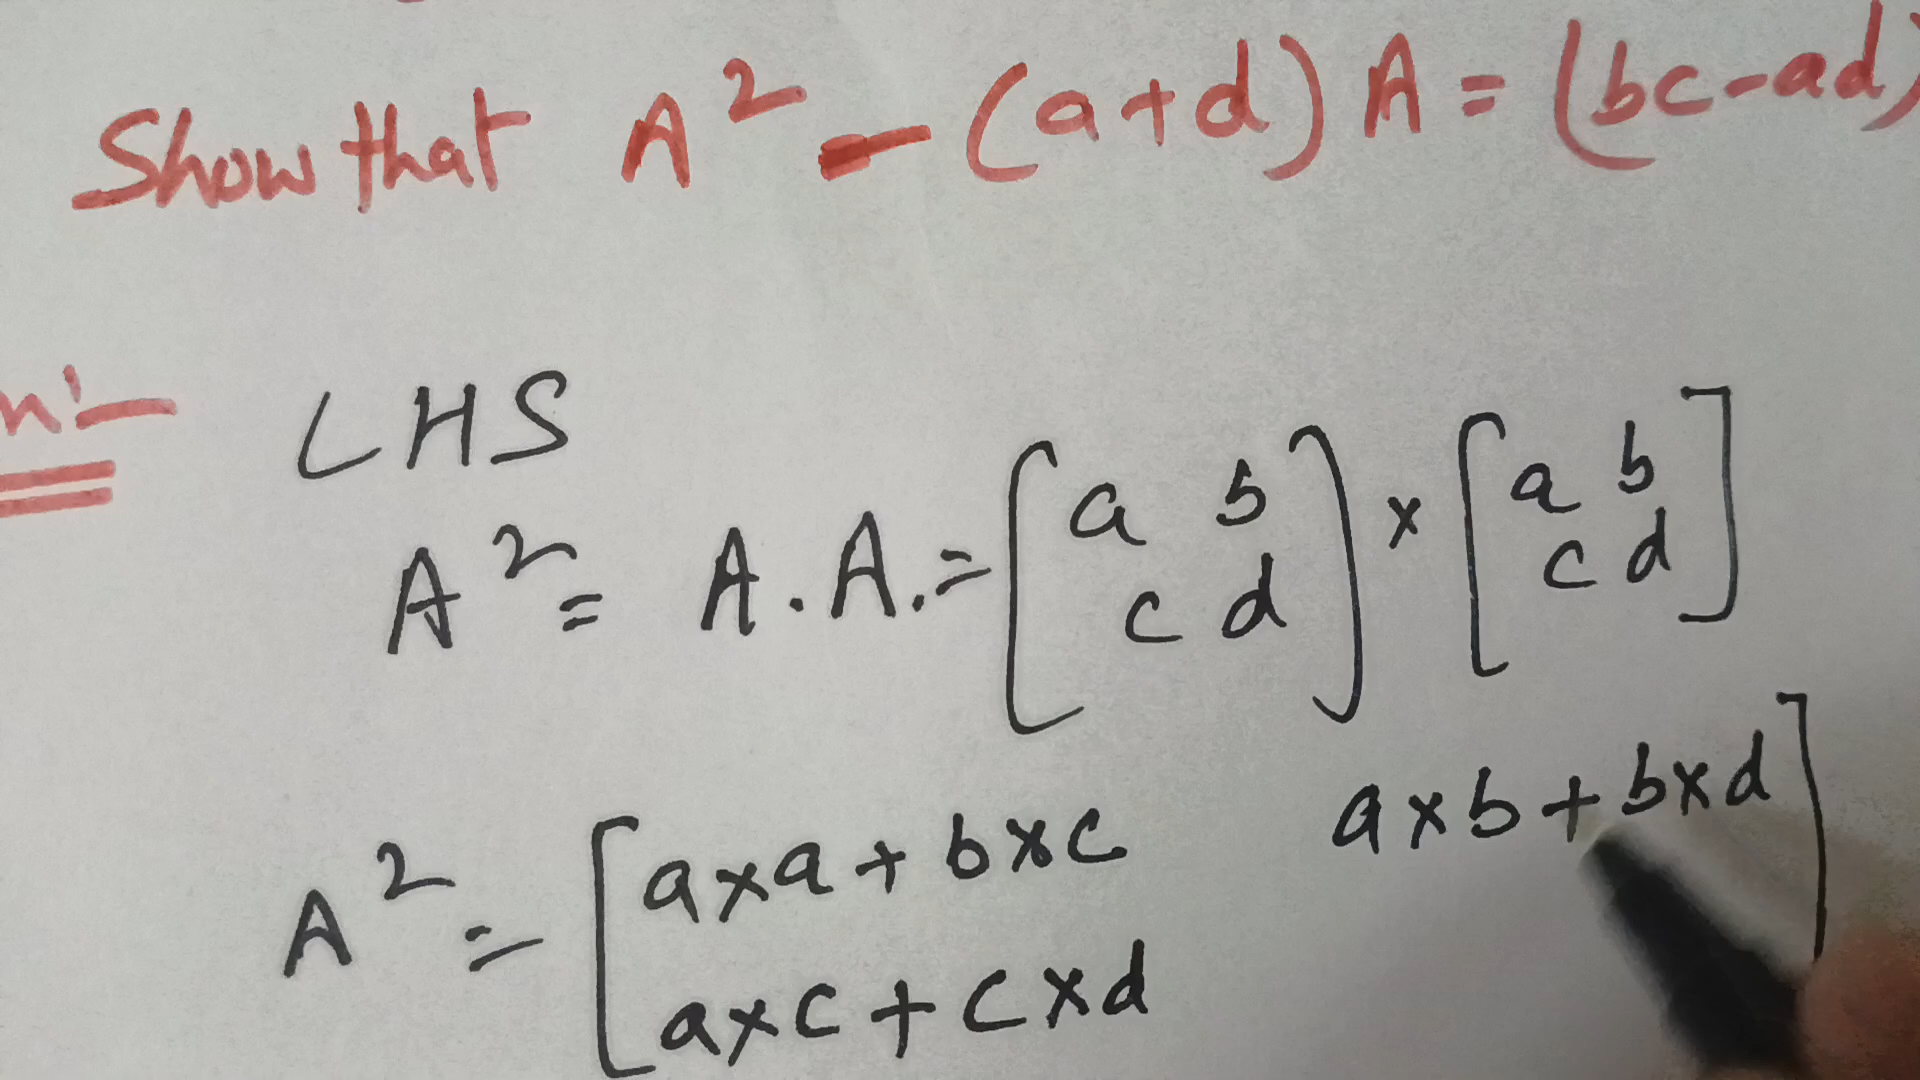 Show that A² - (a+d) A = (bc-ad)
n:-
LHS
A² = A.A. = [a b c d] × [a b c d]
A² = [a×a + b×c a×b + b×d]
a×c + c×d